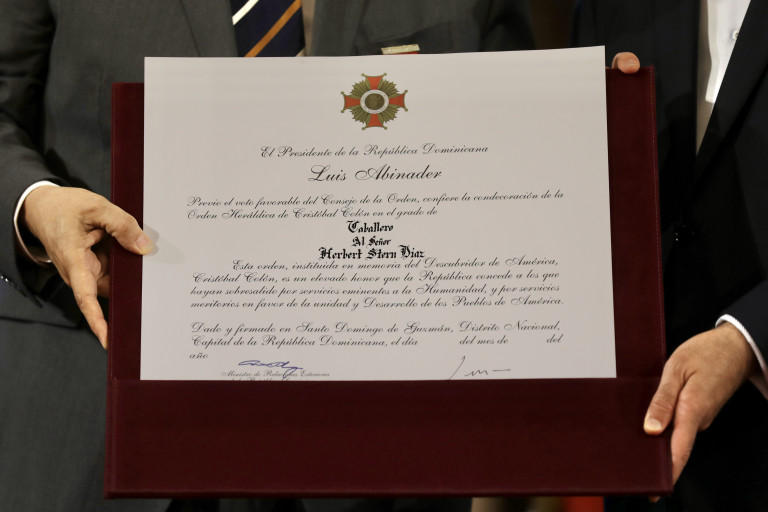 El Presidente de la República Dominicana
Luis Abinader
Previo el voto favorable del Consejo de la Orden, confiere la condecoración de la
Orden Heráldica de Cristóbal Colón en el grado de
Caballero
Al Señor
Herbert Stern Díaz
Esta orden, instituida en memoria del Descubridor de América,
Cristóbal Colón, es un elevado honor que la República concede a los que
hayan sobresalido por servicios eminentes a la Humanidad, y por servicios
meritorios en favor de la unidad y Desarrollo de los Pueblos de América.
Dado y firmado en Santo Domingo de Guzmán, Distrito Nacional,
Capital de la República Dominicana, el día del mes de del
año
Ministro de Relaciones Exteriores